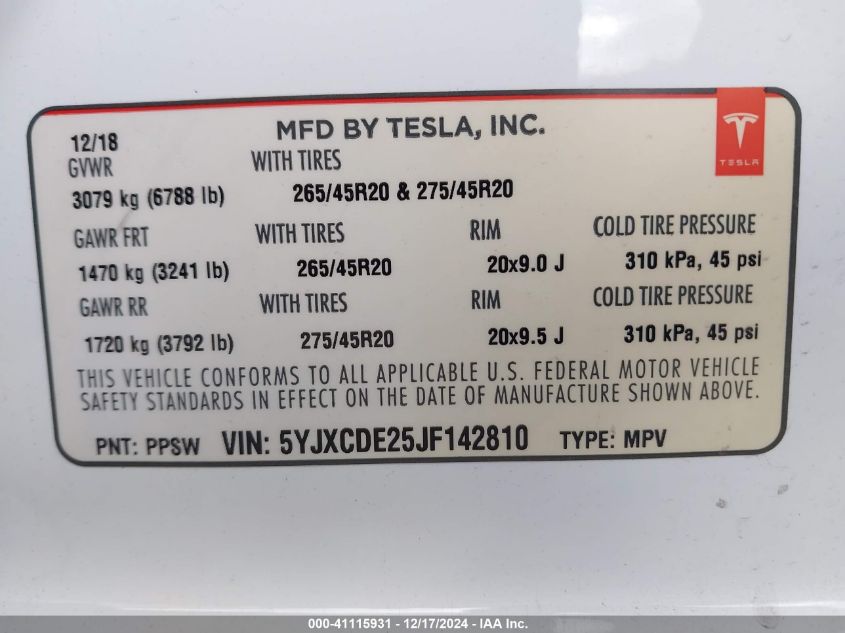 12/18 MFD BY TESLA, INC.
TESLA
GVWR WITH TIRES
3079 kg (6788 lb) 265/45R20 & 275/45R20
GAWR FRT WITH TIRES RIM COLD TIRE PRESSURE
1470 kg (3241 lb) 265/45R20 20x9.0 J 310 kPa, 45 psi
GAWR RR WITH TIRES RIM COLD TIRE PRESSURE
1720 kg (3792 lb) 275/45R20 20x9.5 J 310 kPa, 45 psi
THIS VEHICLE CONFORMS TO ALL APPLICABLE U.S. FEDERAL MOTOR VEHICLE
SAFETY STANDARDS IN EFFECT ON THE DATE OF MANUFACTURE SHOWN ABOVE.
PNT: PPSW VIN: 5YJXCDE25JF142810 TYPE: MPV
000-41115931 - 12/17/2024 - IAA Inc.